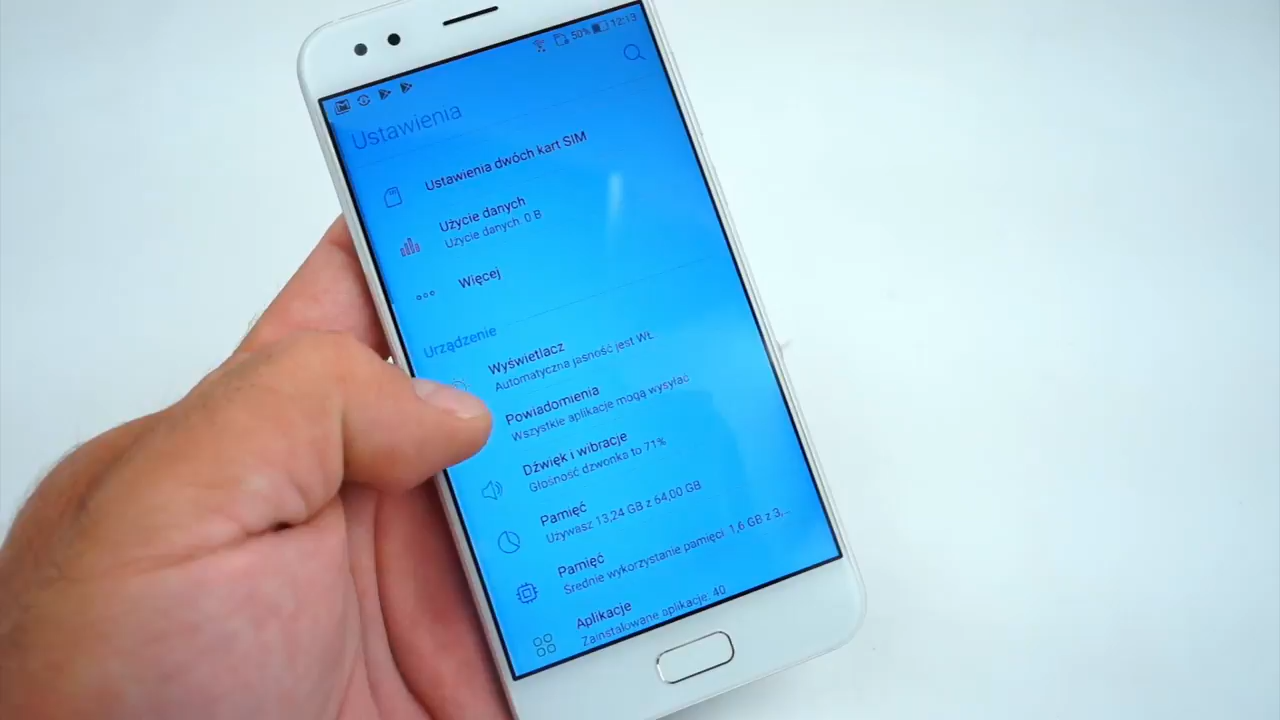 50% 12:13
Ustawienia
Ustawienia dwóch kart SIM
Użycie danych
Użycie danych 0 B
Więcej
Urządzenie
Wyświetlacz
Automatyczna jasność jest WŁ.
Powiadomienia
Wszystkie aplikacje mogą wysyłać
Dźwięk i wibracje
Głośność dzwonka to 71%
Pamięć
Używasz 13,24 GB z 64,00 GB
Pamięć
Średnie wykorzystanie pamięci 1,6 GB z 3,...
Aplikacje
Zainstalowane aplikacje: 40